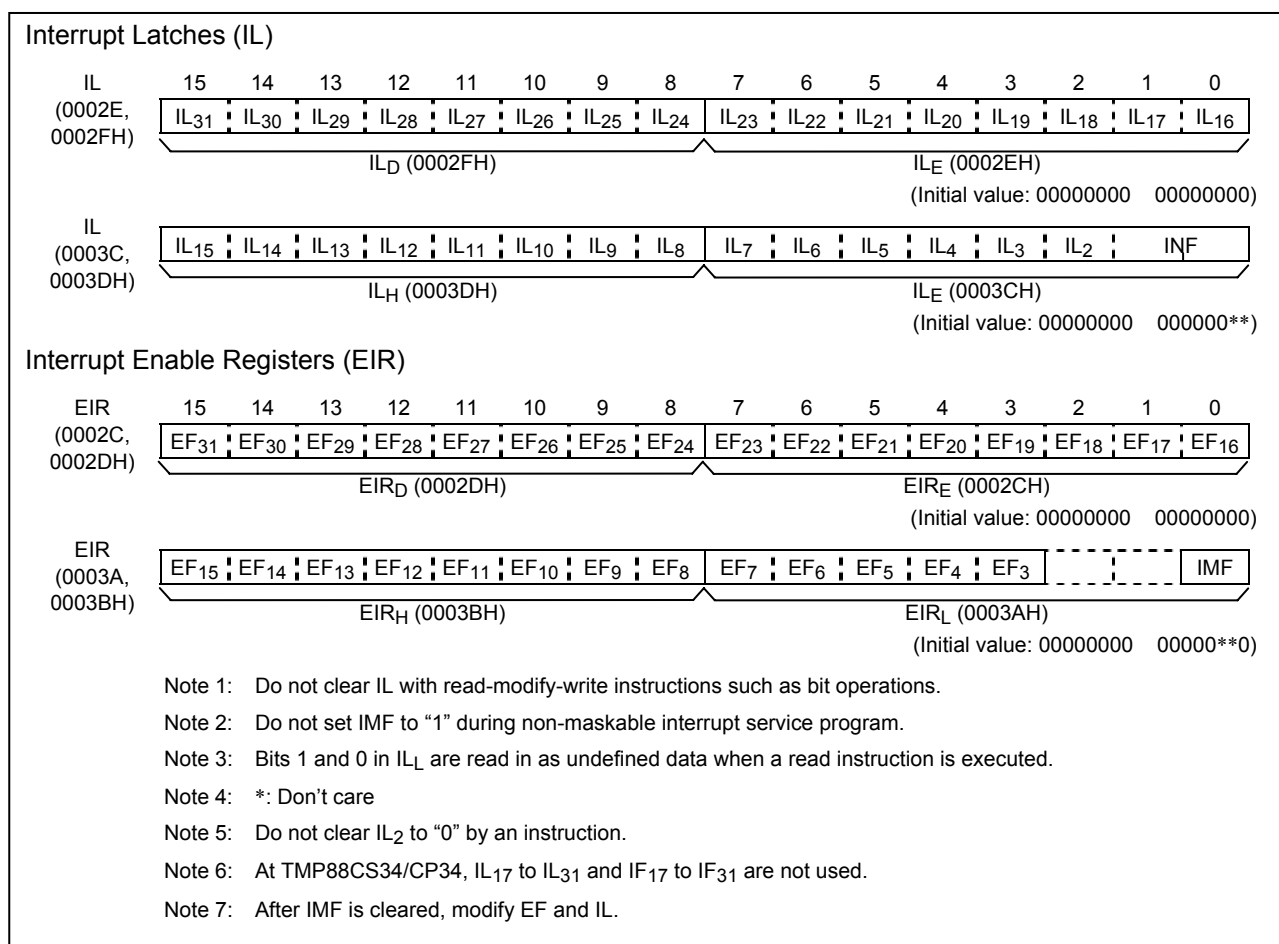 Interrupt Latches (IL)
IL 15 14 13 12 11 10 9 8 7 6 5 4 3 2 1 0
(0002E,
0002FH)
IL31 IL30 IL29 IL28 IL27 IL26 IL25 IL24 IL23 IL22 IL21 IL20 IL19 IL18 IL17 IL16
ILD (0002FH) ILE (0002EH)
(Initial value: 00000000 00000000)
IL
(0003C,
0003DH)
IL15 IL14 IL13 IL12 IL11 IL10 IL9 IL8 IL7 IL6 IL5 IL4 IL3 IL2 INF
ILH (0003DH) ILE (0003CH)
(Initial value: 00000000 000000**)
Interrupt Enable Registers (EIR)
EIR 15 14 13 12 11 10 9 8 7 6 5 4 3 2 1 0
(0002C,
0002DH)
EF31 EF30 EF29 EF28 EF27 EF26 EF25 EF24 EF23 EF22 EF21 EF20 EF19 EF18 EF17 EF16
EIRD (0002DH) EIRE (0002CH)
(Initial value: 00000000 00000000)
EIR
(0003A,
0003BH)
EF15 EF14 EF13 EF12 EF11 EF10 EF9 EF8 EF7 EF6 EF5 EF4 EF3 IMF
EIRH (0003BH) EIRL (0003AH)
(Initial value: 00000000 00000**0)
Note 1: Do not clear IL with read-modify-write instructions such as bit operations.
Note 2: Do not set IMF to “1” during non-maskable interrupt service program.
Note 3: Bits 1 and 0 in ILL are read in as undefined data when a read instruction is executed.
Note 4: *: Don’t care
Note 5: Do not clear IL2 to “0” by an instruction.
Note 6: At TMP88CS34/CP34, IL17 to IL31 and IF17 to IF31 are not used.
Note 7: After IMF is cleared, modify EF and IL.